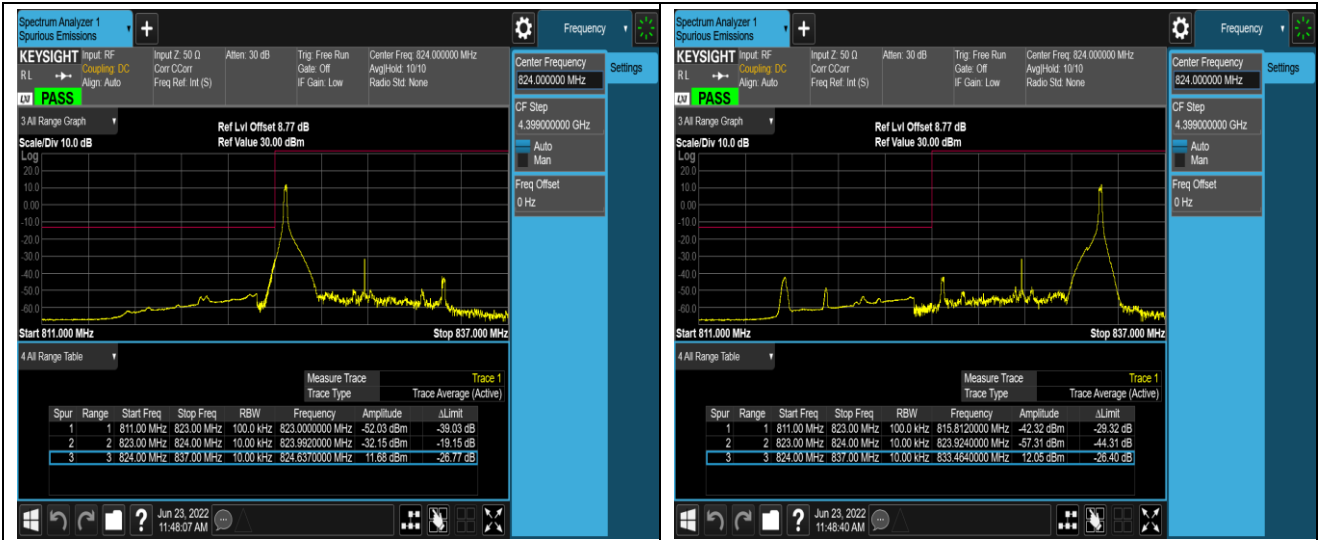 Spectrum Analyzer 1
Spurious Emissions
+
Frequency
KEYSIGHT Input: RF Input Z: 50 Ω Atten: 30 dB Trig: Free Run Center Freq: 824.000000 MHz
RL Coupling: DC Corr CCorr Gate: Off Avg|Hold: 10/10
Align: Auto Freq Ref: Int (S) IF Gain: Low Radio Std: None
LXI PASS
Center Frequency
824.000000 MHz
Settings
CF Step
4.399000000 GHz
Auto
Man
Freq Offset
0 Hz
3 All Range Graph
Ref Lvl Offset 8.77 dB
Scale/Div 10.0 dB Ref Value 30.00 dBm
Log
20.0
10.0
0.00
-10.0
-20.0
-30.0
-40.0
-50.0
-60.0
Start 811.000 MHz Stop 837.000 MHz
4 All Range Table
Measure Trace Trace 1
Trace Type Trace Average (Active)
Spur Range Start Freq Stop Freq RBW Frequency Amplitude ΔLimit
1 1 811.00 MHz 823.00 MHz 100.0 kHz 823.0000000 MHz -52.03 dBm -39.03 dB
2 2 823.00 MHz 824.00 MHz 10.00 kHz 823.9920000 MHz -32.15 dBm -19.15 dB
3 3 824.00 MHz 837.00 MHz 10.00 kHz 824.6370000 MHz 11.68 dBm -26.77 dB
?
Jun 23, 2022
11:48:07 AM
Spectrum Analyzer 1
Spurious Emissions
+
Frequency
KEYSIGHT Input: RF Input Z: 50 Ω Atten: 30 dB Trig: Free Run Center Freq: 824.000000 MHz
RL Coupling: DC Corr CCorr Gate: Off Avg|Hold: 10/10
Align: Auto Freq Ref: Int (S) IF Gain: Low Radio Std: None
LXI PASS
Center Frequency
824.000000 MHz
Settings
CF Step
4.399000000 GHz
Auto
Man
Freq Offset
0 Hz
3 All Range Graph
Ref Lvl Offset 8.77 dB
Scale/Div 10.0 dB Ref Value 30.00 dBm
Log
20.0
10.0
0.00
-10.0
-20.0
-30.0
-40.0
-50.0
-60.0
Start 811.000 MHz Stop 837.000 MHz
4 All Range Table
Measure Trace Trace 1
Trace Type Trace Average (Active)
Spur Range Start Freq Stop Freq RBW Frequency Amplitude ΔLimit
1 1 811.00 MHz 823.00 MHz 100.0 kHz 815.8120000 MHz -42.32 dBm -29.32 dB
2 2 823.00 MHz 824.00 MHz 10.00 kHz 823.9240000 MHz -57.31 dBm -44.31 dB
3 3 824.00 MHz 837.00 MHz 10.00 kHz 833.4640000 MHz 12.05 dBm -26.40 dB
?
Jun 23, 2022
11:48:40 AM